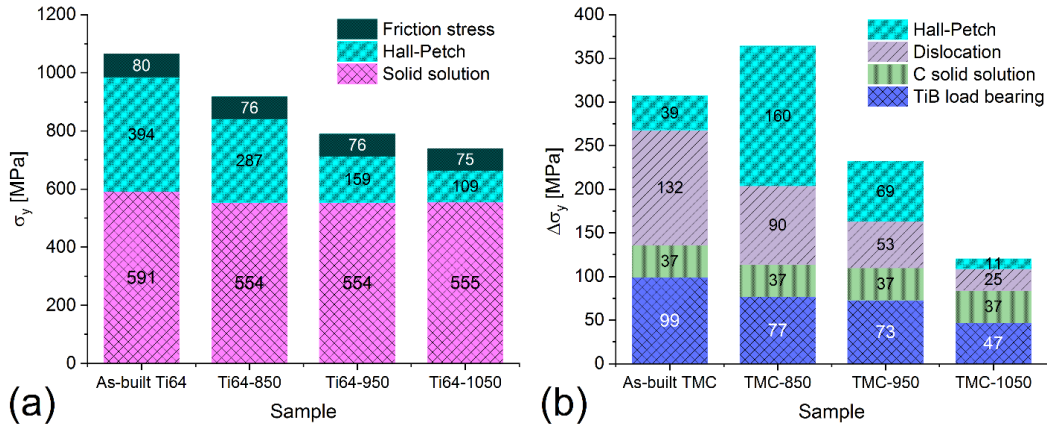 1200
1000
800
600
400
200
0
σy [MPa]
Friction stress
Hall-Petch
Solid solution
80
394
591
76
287
554
76
159
554
75
109
555
As-built Ti64
Ti64-850
Ti64-950
Ti64-1050
Sample
(a)
400
350
300
250
200
150
100
50
0
Δσy [MPa]
Hall-Petch
Dislocation
C solid solution
TiB load bearing
39
132
37
99
160
90
37
77
69
53
37
73
11
25
37
47
As-built TMC
TMC-850
TMC-950
TMC-1050
Sample
(b)